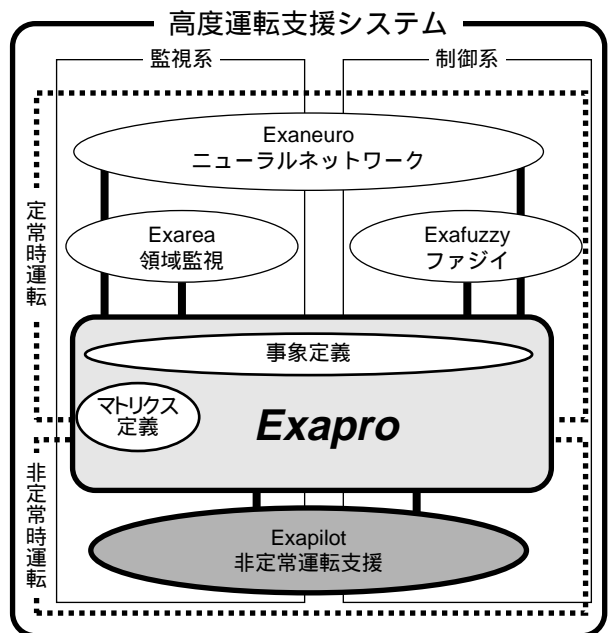 高度運転支援システム
監視系
制御系
Exaneuro
ニューラルネットワーク
定常時運転
Exarea
領域監視
Exafuzzy
ファジイ
事象定義
マトリクス
定義
Exapro
非定常時運転
Exapilot
非定常運転支援